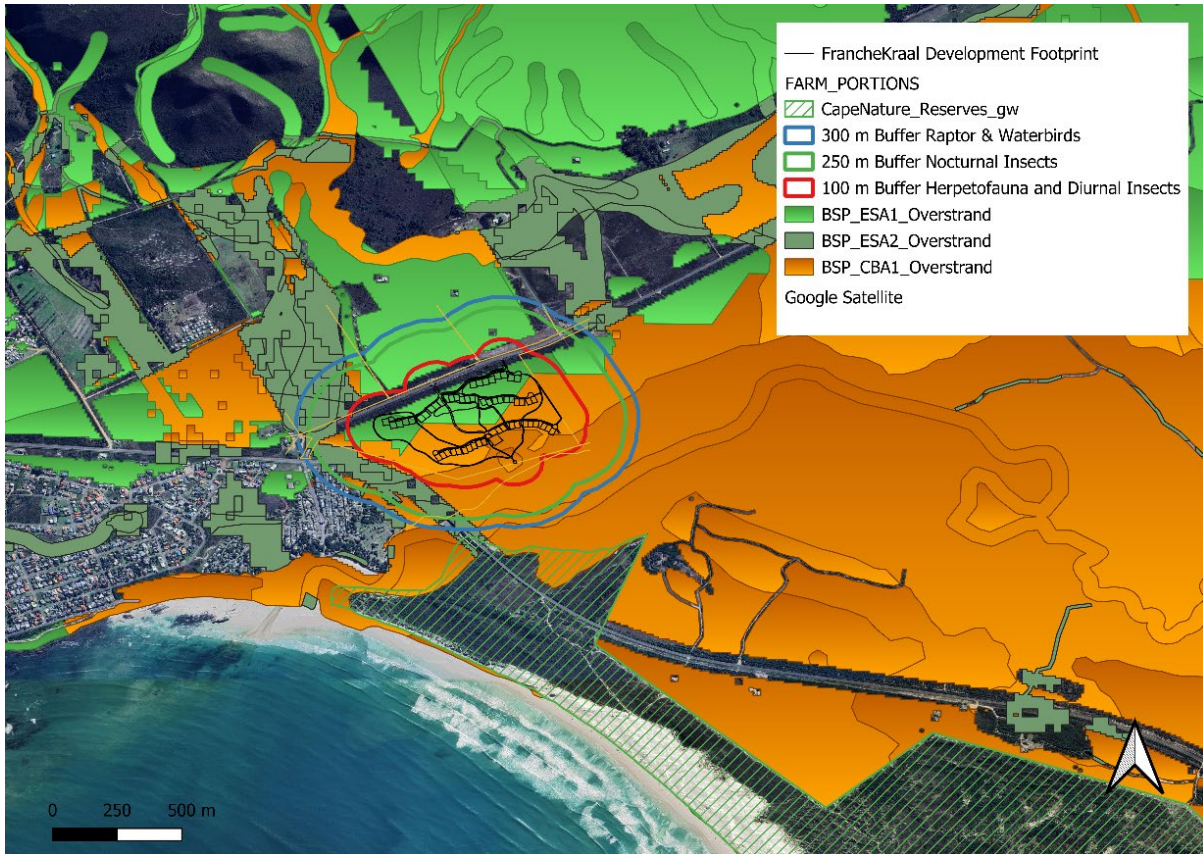 FrancheKraal Development Footprint
FARM_PORTIONS
CapeNature_Reserves_gw
300 m Buffer Raptor & Waterbirds
250 m Buffer Nocturnal Insects
100 m Buffer Herpetofauna and Diurnal Insects
BSP_ESA1_Overstrand
BSP_ESA2_Overstrand
BSP_CBA1_Overstrand
Google Satellite
0 250 500 m